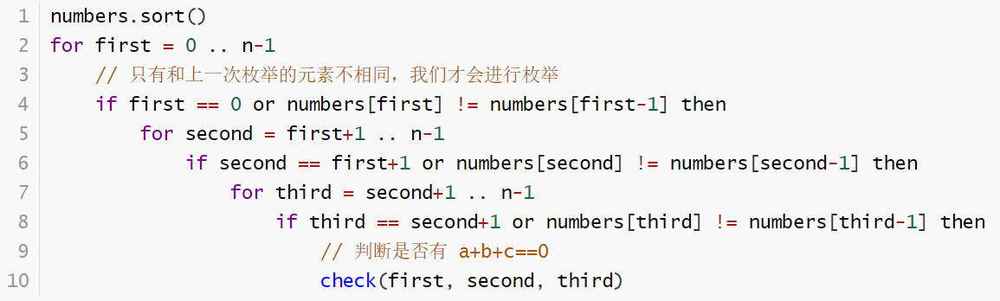 1 numbers.sort()
2 for first = 0 .. n-1
3     // 只有和上一次枚举的元素不相同，我们才会进行枚举
4     if first == 0 or numbers[first] != numbers[first-1] then
5         for second = first+1 .. n-1
6             if second == first+1 or numbers[second] != numbers[second-1] then
7                 for third = second+1 .. n-1
8                     if third == second+1 or numbers[third] != numbers[third-1] then
9                         // 判断是否有 a+b+c==0
10                         check(first, second, third)